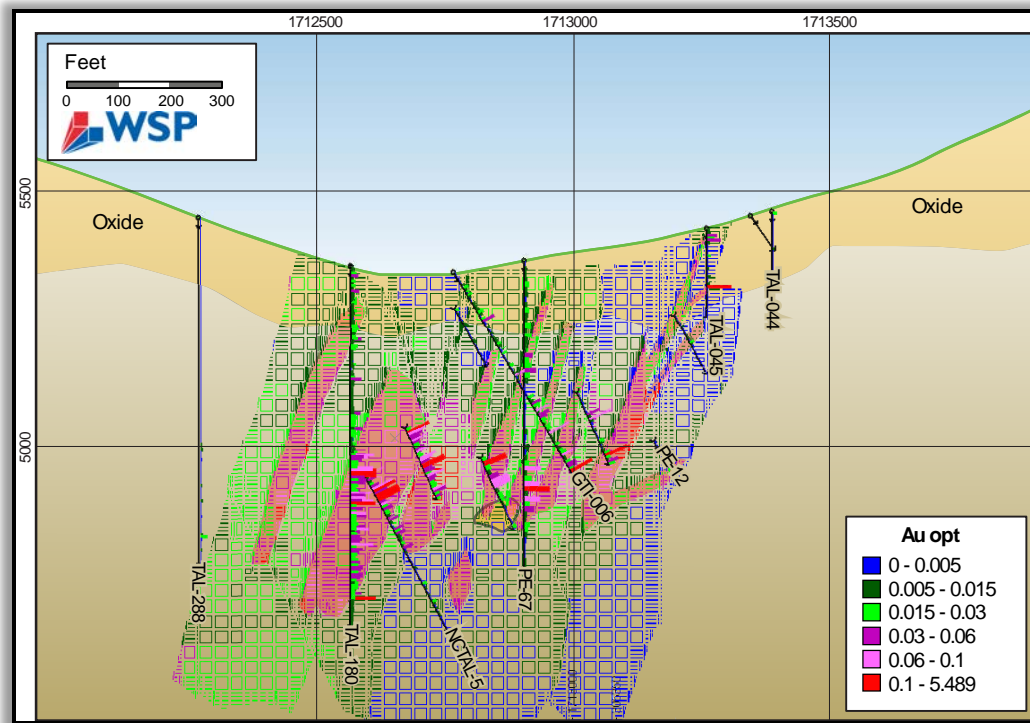 1712500 1713000 1713500
Feet
0 100 200 300
WSP
5500
Oxide
Oxide
TAL-044
TAL-045
5000
PE-12
GTI-006
TAL-288
PE-67
TAL-180
NCTAL-5
Au opt
0 - 0.005
0.005 - 0.015
0.015 - 0.03
0.03 - 0.06
0.06 - 0.1
0.1 - 5.489